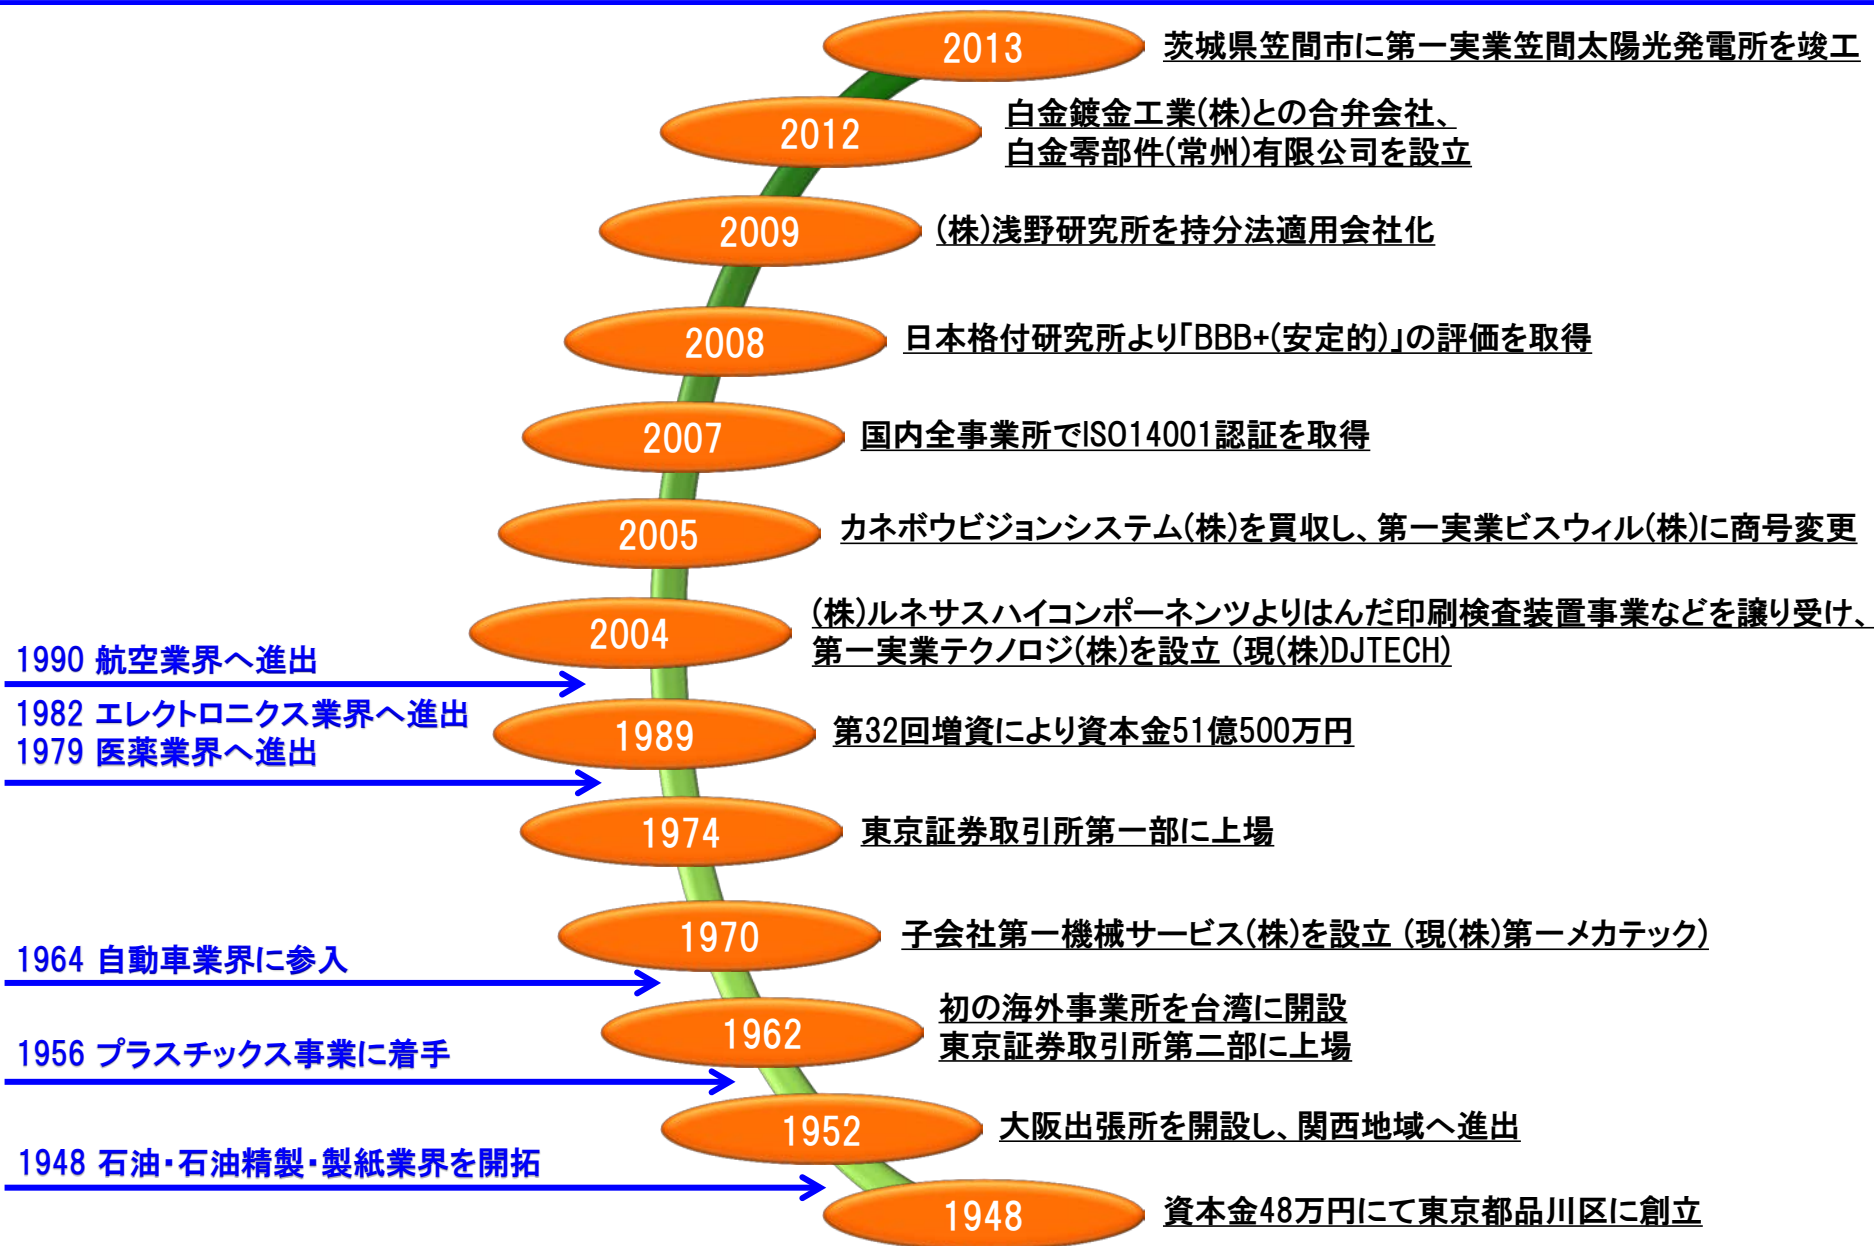 2013
茨城県笠間市に第一実業笠間太陽光発電所を竣工
2012
白金鍍金工業(株)との合弁会社、
白金零部件(常州)有限公司を設立
2009
(株)浅野研究所を持分法適用会社化
2008
日本格付研究所より「BBB+(安定的)」の評価を取得
2007
国内全事業所でISO14001認証を取得
2005
カネボウビジョンシステム(株)を買収し、第一実業ビスウィル(株)に商号変更
2004
(株)ルネサスハイコンポーネンツよりはんだ印刷検査装置事業などを譲り受け、
第一実業テクノロジ(株)を設立 (現(株)DJTECH)
1990 航空業界へ進出
1982 エレクトロニクス業界へ進出
1979 医薬業界へ進出
1989
第32回増資により資本金51億500万円
1974
東京証券取引所第一部に上場
1970
子会社第一機械サービス(株)を設立 (現(株)第一メカテック)
1964 自動車業界に参入
1962
初の海外事業所を台湾に開設
東京証券取引所第二部に上場
1956 プラスチックス事業に着手
1952
大阪出張所を開設し、関西地域へ進出
1948 石油・石油精製・製紙業界を開拓
1948
資本金48万円にて東京都品川区に創立